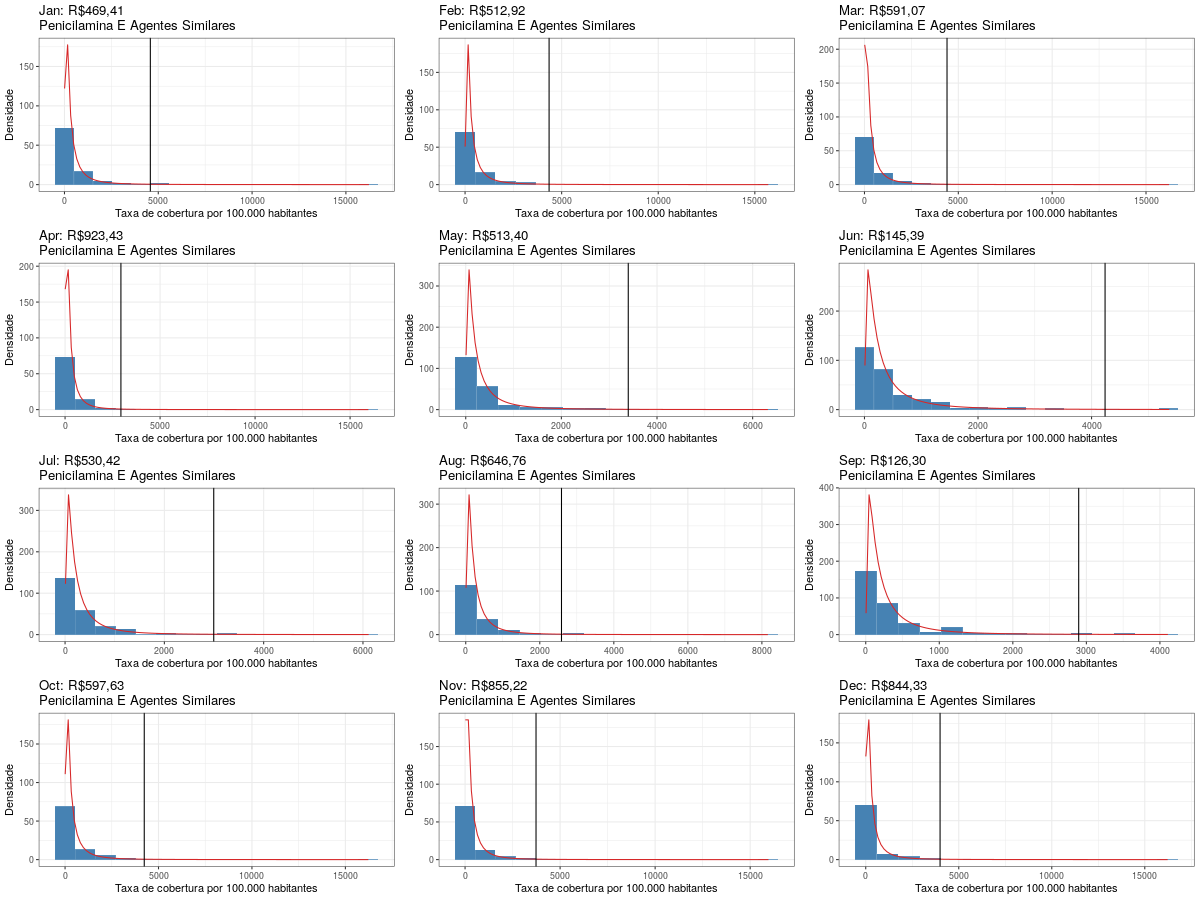 Jan: R$469,41
Penicilamina E Agentes Similares
Densidade
150
100
50
0
0 5000 10000 15000
Taxa de cobertura por 100.000 habitantes
Feb: R$512,92
Penicilamina E Agentes Similares
Densidade
150
100
50
0
0 5000 10000 15000
Taxa de cobertura por 100.000 habitantes
Mar: R$591,07
Penicilamina E Agentes Similares
Densidade
200
150
100
50
0
0 5000 10000 15000
Taxa de cobertura por 100.000 habitantes
Apr: R$923,43
Penicilamina E Agentes Similares
Densidade
200
150
100
50
0
0 5000 10000 15000
Taxa de cobertura por 100.000 habitantes
May: R$513,40
Penicilamina E Agentes Similares
Densidade
300
200
100
0
0 2000 4000 6000
Taxa de cobertura por 100.000 habitantes
Jun: R$145,39
Penicilamina E Agentes Similares
Densidade
200
100
0
0 2000 4000
Taxa de cobertura por 100.000 habitantes
Jul: R$530,42
Penicilamina E Agentes Similares
Densidade
300
200
100
0
0 2000 4000 6000
Taxa de cobertura por 100.000 habitantes
Aug: R$646,76
Penicilamina E Agentes Similares
Densidade
300
200
100
0
0 2000 4000 6000 8000
Taxa de cobertura por 100.000 habitantes
Sep: R$126,30
Penicilamina E Agentes Similares
Densidade
400
300
200
100
0
0 1000 2000 3000 4000
Taxa de cobertura por 100.000 habitantes
Oct: R$597,63
Penicilamina E Agentes Similares
Densidade
150
100
50
0
0 5000 10000 15000
Taxa de cobertura por 100.000 habitantes
Nov: R$855,22
Penicilamina E Agentes Similares
Densidade
150
100
50
0
0 5000 10000 15000
Taxa de cobertura por 100.000 habitantes
Dec: R$844,33
Penicilamina E Agentes Similares
Densidade
150
100
50
0
0 5000 10000 15000
Taxa de cobertura por 100.000 habitantes